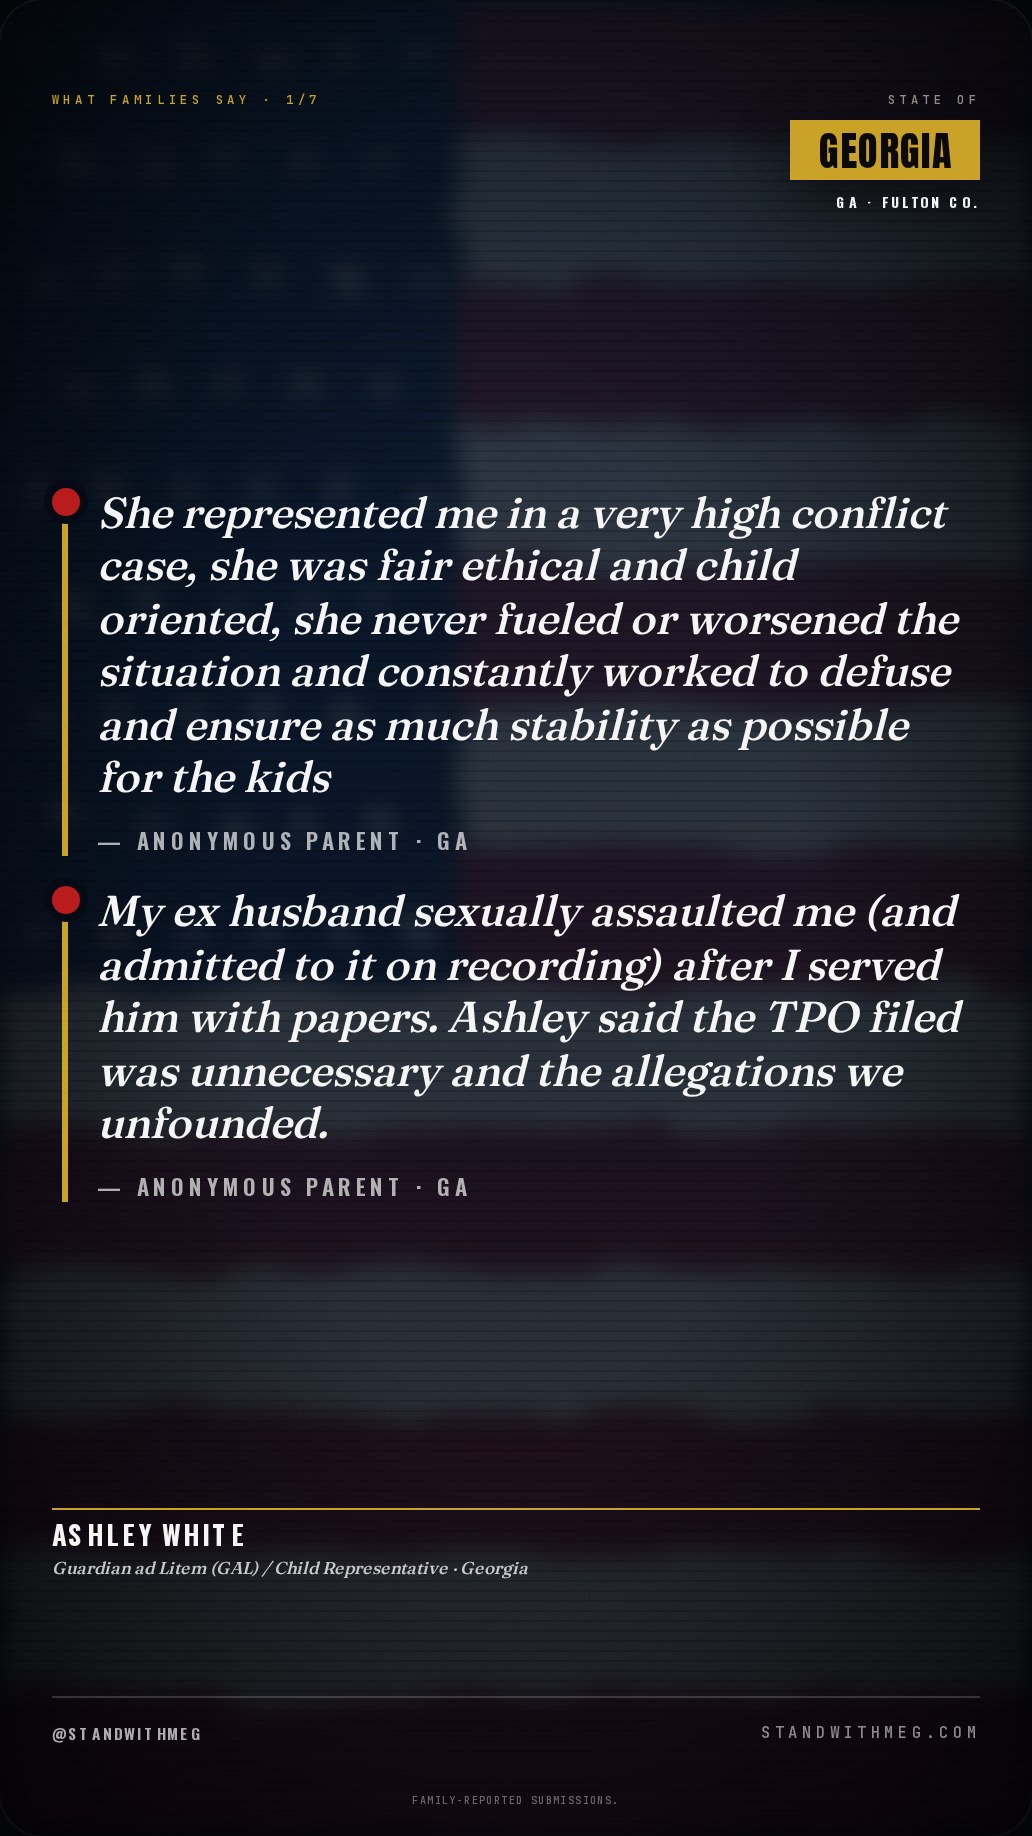 WHAT FAMILIES SAY · 1/7
STATE OF
GEORGIA
GA · FULTON CO.
She represented me in a very high conflict
case, she was fair ethical and child
oriented, she never fueled or worsened the
situation and constantly worked to defuse
and ensure as much stability as possible
for the kids
— ANONYMOUS PARENT · GA
My ex husband sexually assaulted me (and
admitted to it on recording) after I served
him with papers. Ashley said the TPO filed
was unnecessary and the allegations we
unfounded.
— ANONYMOUS PARENT · GA
ASHLEY WHITE
Guardian ad Litem (GAL) / Child Representative · Georgia
@STANDWITHMEG
STANDWITHMEG.COM
FAMILY-REPORTED SUBMISSIONS.